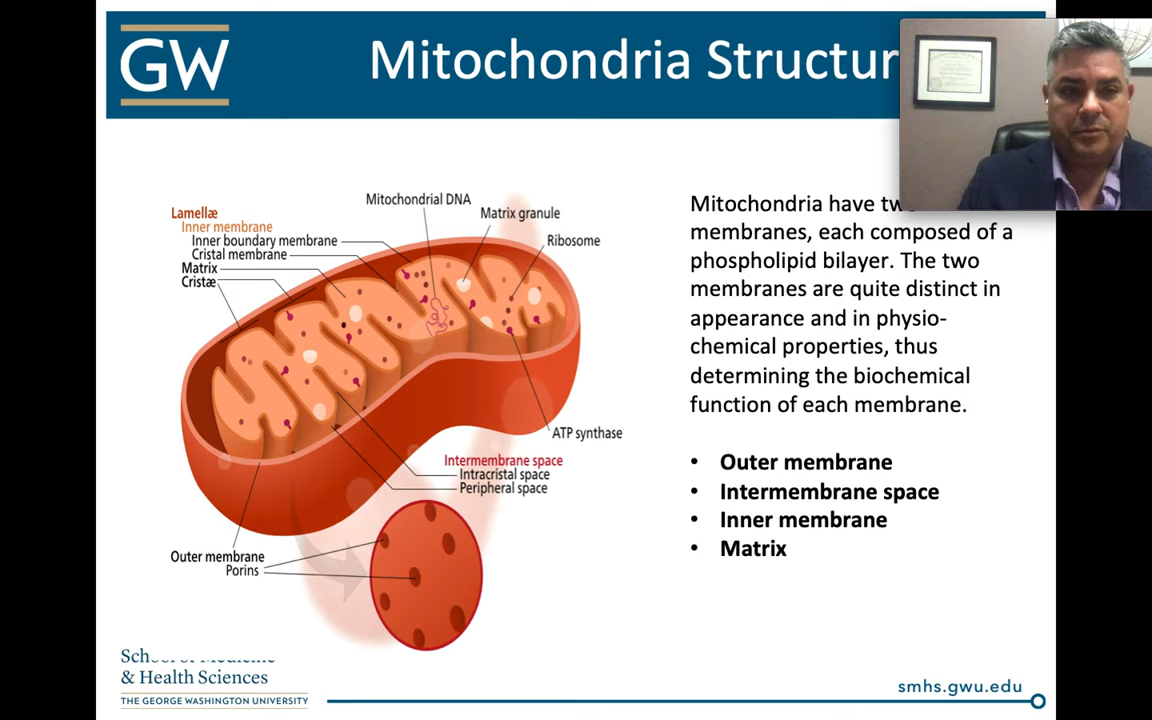 GW
Mitochondria Structur
Mitochondrial DNA
Matrix granule
Ribosome
Lamellæ
Inner membrane
Inner boundary membrane
Cristal membrane
Matrix
Cristæ
ATP synthase
Intermembrane space
Intracristal space
Peripheral space
Outer membrane
Porins
Mitochondria have tw
membranes, each composed of a
phospholipid bilayer. The two
membranes are quite distinct in
appearance and in physio-
chemical properties, thus
determining the biochemical
function of each membrane.
• Outer membrane
• Intermembrane space
• Inner membrane
• Matrix
School of Medicine
& Health Sciences
THE GEORGE WASHINGTON UNIVERSITY
smhs.gwu.edu